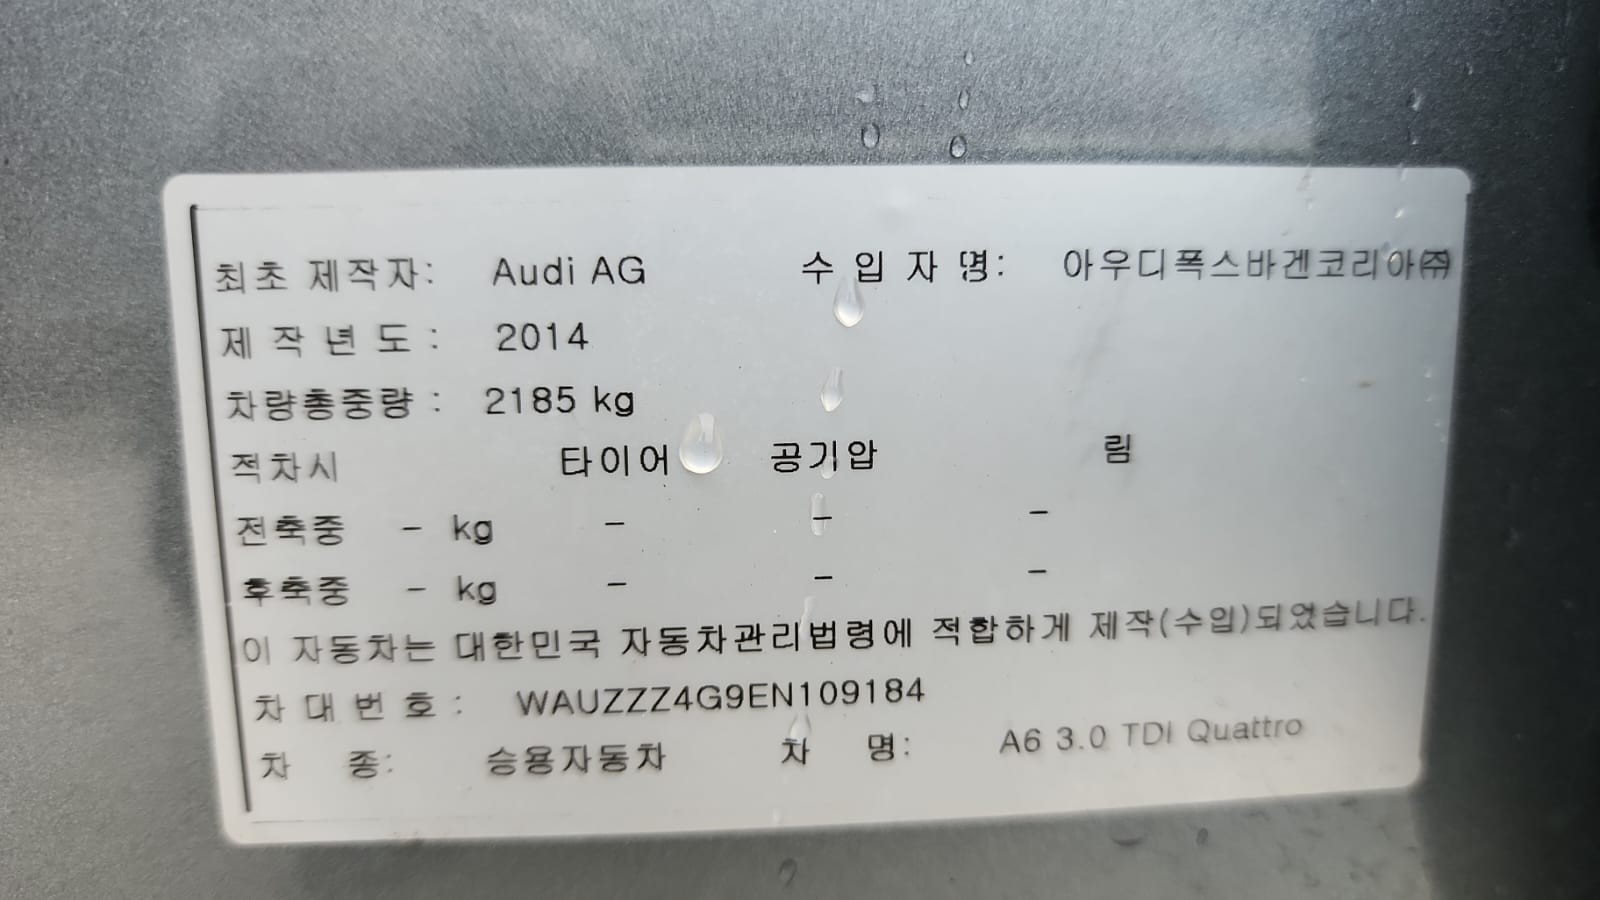 최초 제작자: Audi AG 수 입 자 명: 아우디폭스바겐코리아㈜
제 작 년 도 : 2014
차량총중량 : 2185 kg
적차시 타이어 공기압 림
전축중 - kg - - -
후축중 - kg - - -
이 자동차는 대한민국 자동차관리법령에 적합하게 제작(수입)되었습니다.
차 대 번 호 : WAUZZZ4G9EN109184
차 종: 승용자동차 차 명: A6 3.0 TDI Quattro